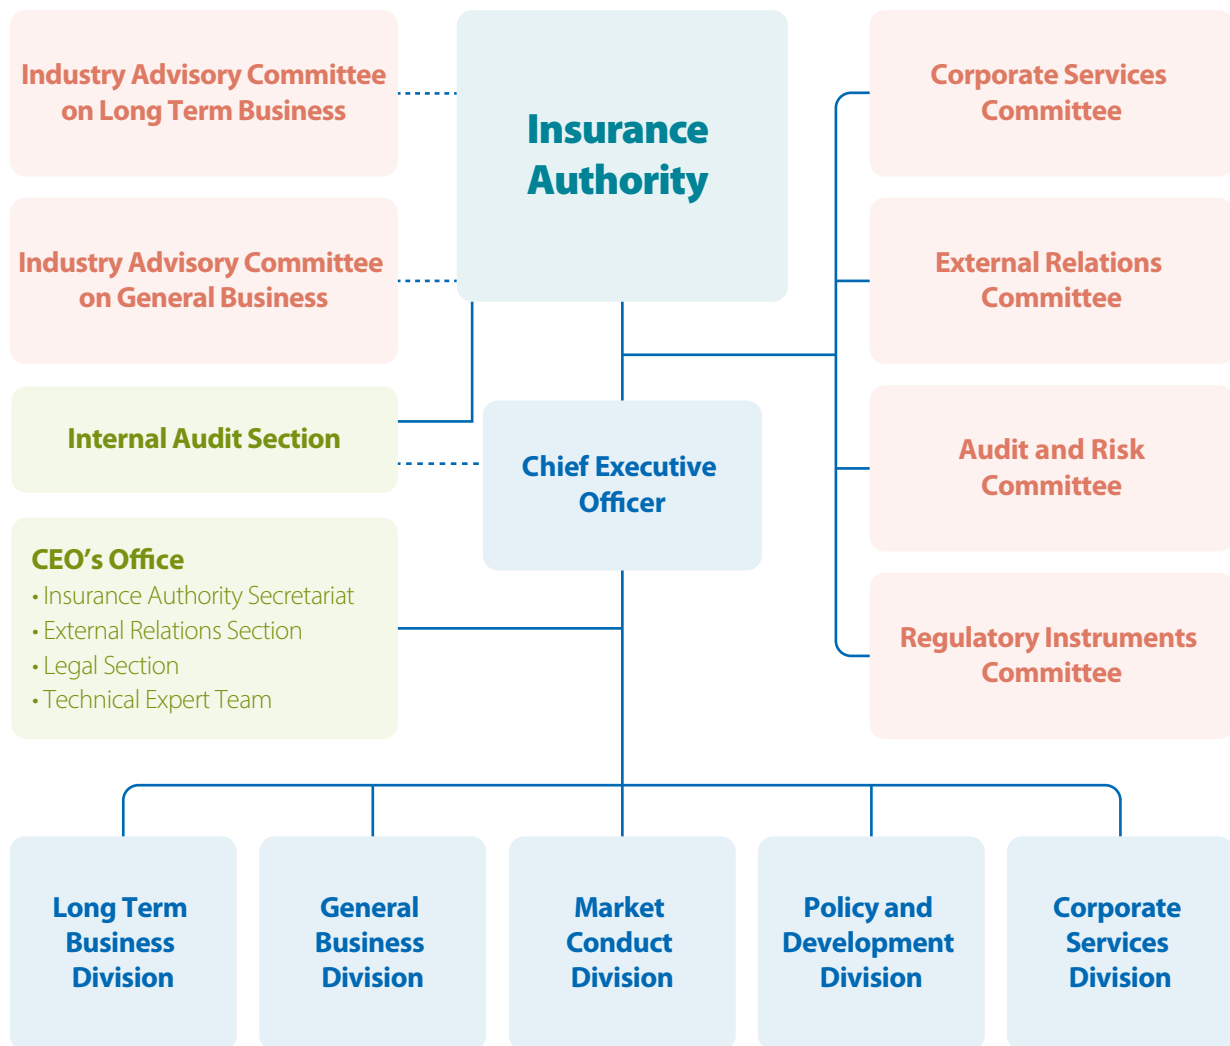 Industry Advisory Committee
on Long Term Business
Insurance
Authority
Corporate Services
Committee
Industry Advisory Committee
on General Business
External Relations
Committee
Internal Audit Section
Chief Executive
Officer
Audit and Risk
Committee
CEO’s Office
• Insurance Authority Secretariat
• External Relations Section
• Legal Section
• Technical Expert Team
Regulatory Instruments
Committee
Long Term
Business
Division
General
Business
Division
Market
Conduct
Division
Policy and
Development
Division
Corporate
Services
Division